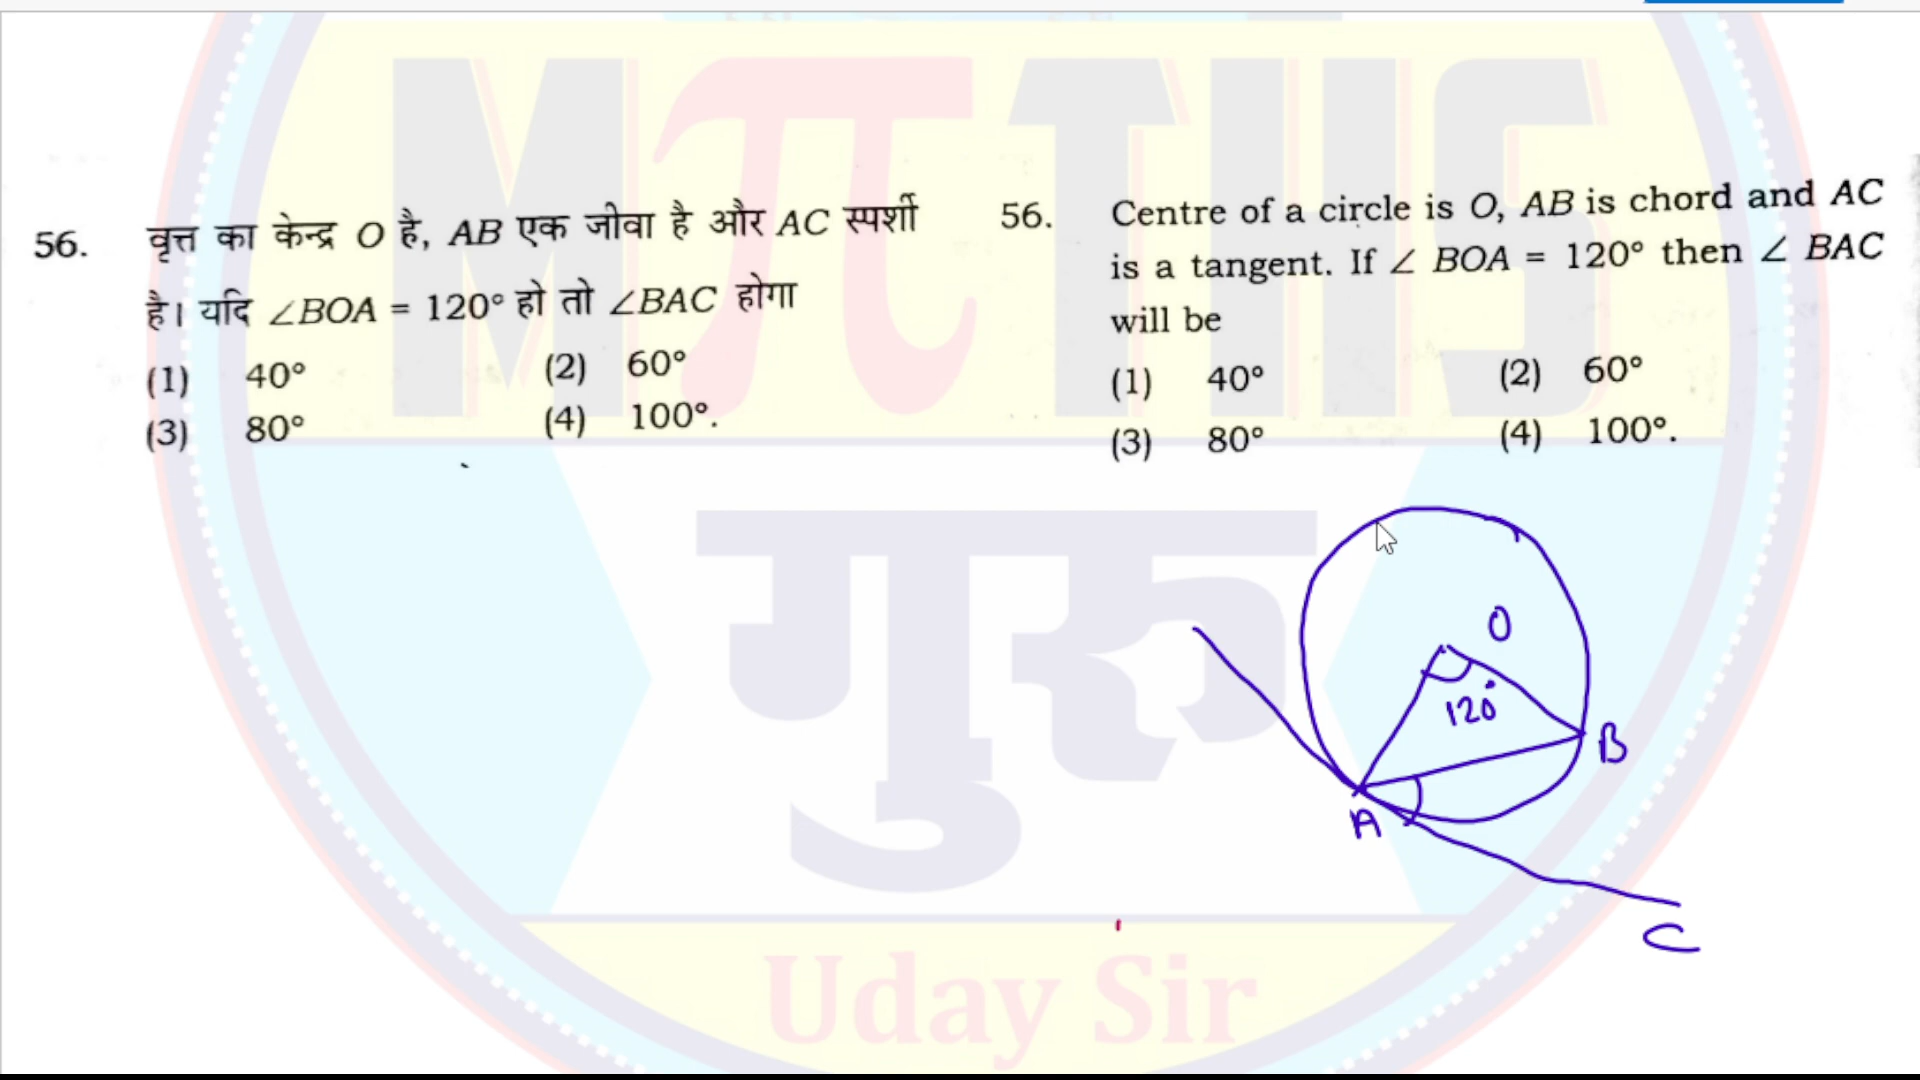 MπTHS
56. वृत्त का केन्द्र O है, AB एक जीवा है और AC स्पर्शी
है। यदि ∠BOA = 120° हो तो ∠BAC होगा
(1) 40° (2) 60°
(3) 80° (4) 100°.
56. Centre of a circle is O, AB is chord and AC
is a tangent. If ∠ BOA = 120° then ∠ BAC
will be
(1) 40° (2) 60°
(3) 80° (4) 100°.
गुरु
O
120°
B
A
C
Uday Sir